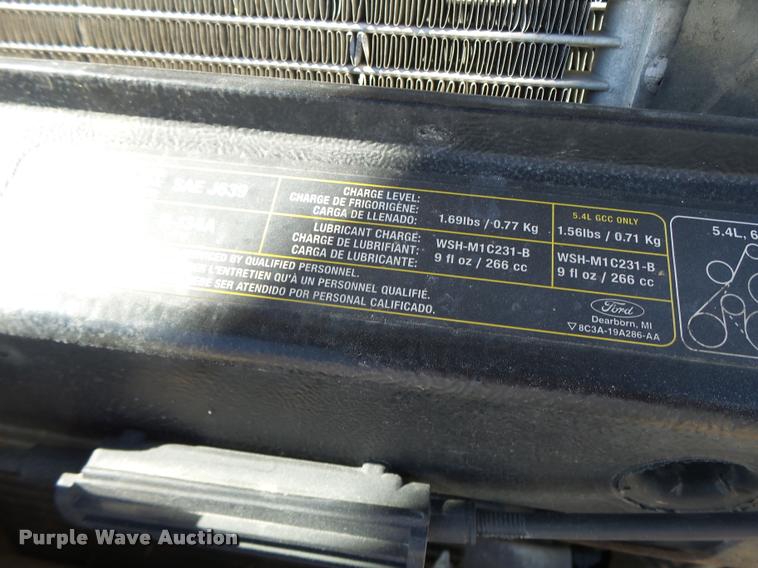 SAE J639
CHARGE LEVEL:
CHARGE DE FRIGORIGÈNE:
CARGA DE LLENADO:
1.69lbs / 0.77 Kg
5.4L GCC ONLY
1.56lbs / 0.71 Kg
LUBRICANT CHARGE:
CHARGE DE LUBRIFIANT:
CARGA DE LUBRICANTE:
WSH-M1C231-B
9 fl oz / 266 cc
WSH-M1C231-B
9 fl oz / 266 cc
BY QUALIFIED PERSONNEL.
L'ENTRETIEN QU'À UN PERSONNEL QUALIFIÉ.
SER ATENDIDO POR PERSONAL CALIFICADO.
Ford
Dearborn, MI
8C3A-19A286-AA
5.4L,
Purple Wave Auction